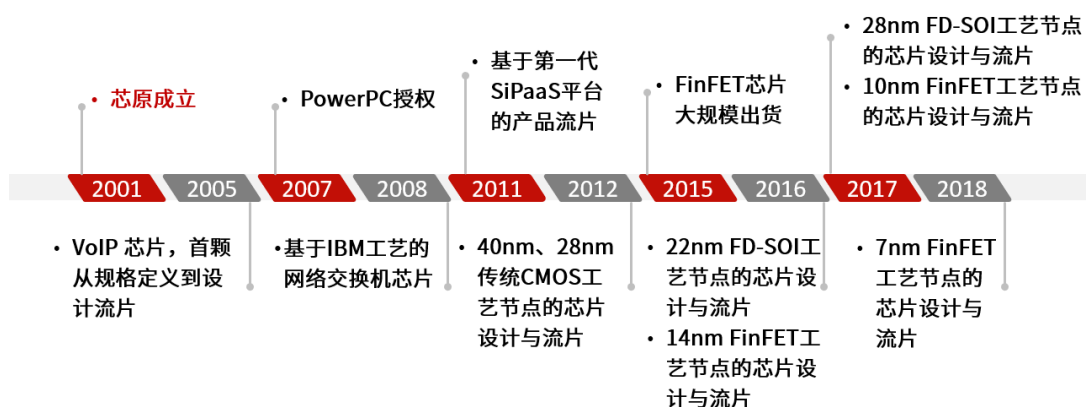 • 芯原成立
• PowerPC授权
• 基于第一代
SiPaaS平台
的产品流片
• FinFET芯片
大规模出货
• 28nm FD-SOI工艺节点
的芯片设计与流片
• 10nm FinFET工艺节点
的芯片设计与流片
2001 2005 2007 2008 2011 2012 2015 2016 2017 2018
• VoIP 芯片，首颗
从规格定义到设
计流片
•基于IBM工艺的
网络交换机芯片
• 40nm、28nm
传统CMOS工
艺节点的芯片
设计与流片
• 22nm FD-SOI工
艺节点的芯片设
计与流片
• 14nm FinFET工
艺节点的芯片设
计与流片
• 7nm FinFET
工艺节点的
芯片设计与
流片